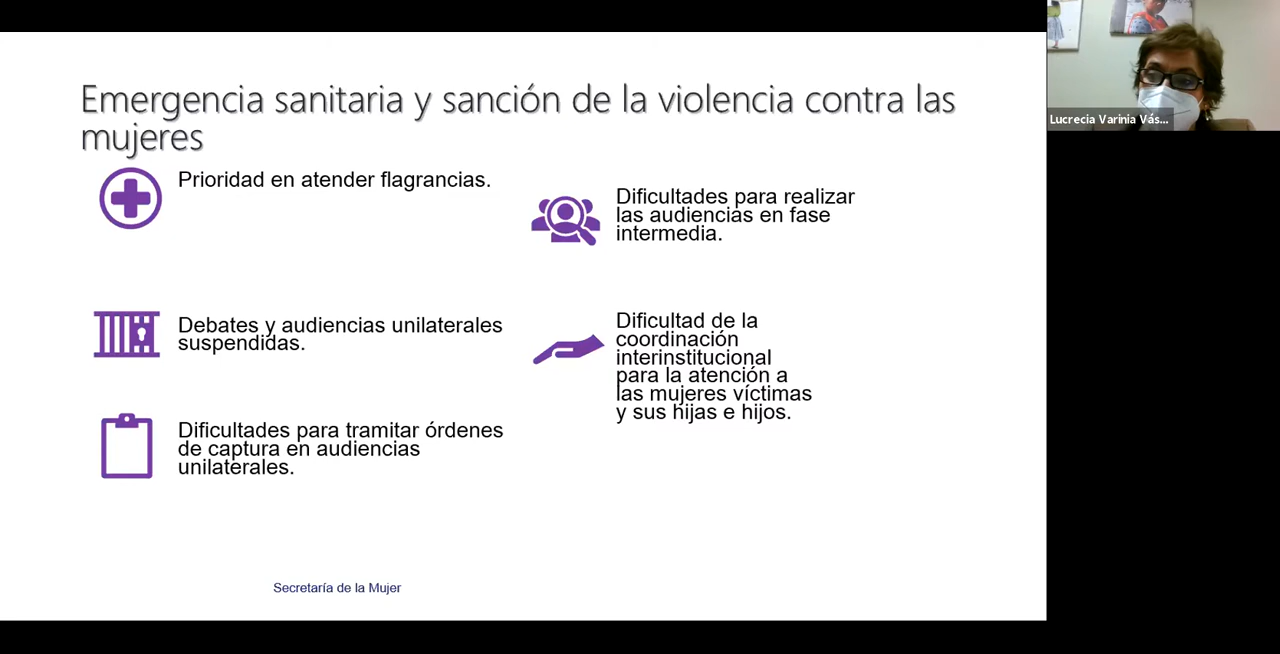 Emergencia sanitaria y sanción de la violencia contra las
mujeres
Prioridad en atender flagrancias.
Debates y audiencias unilaterales
suspendidas.
Dificultades para tramitar órdenes
de captura en audiencias
unilaterales.
Dificultades para realizar
las audiencias en fase
intermedia.
Dificultad de la
coordinación
interinstitucional
para la atención a
las mujeres víctimas
y sus hijas e hijos.
Secretaría de la Mujer
Lucrecia Varinia Vás...